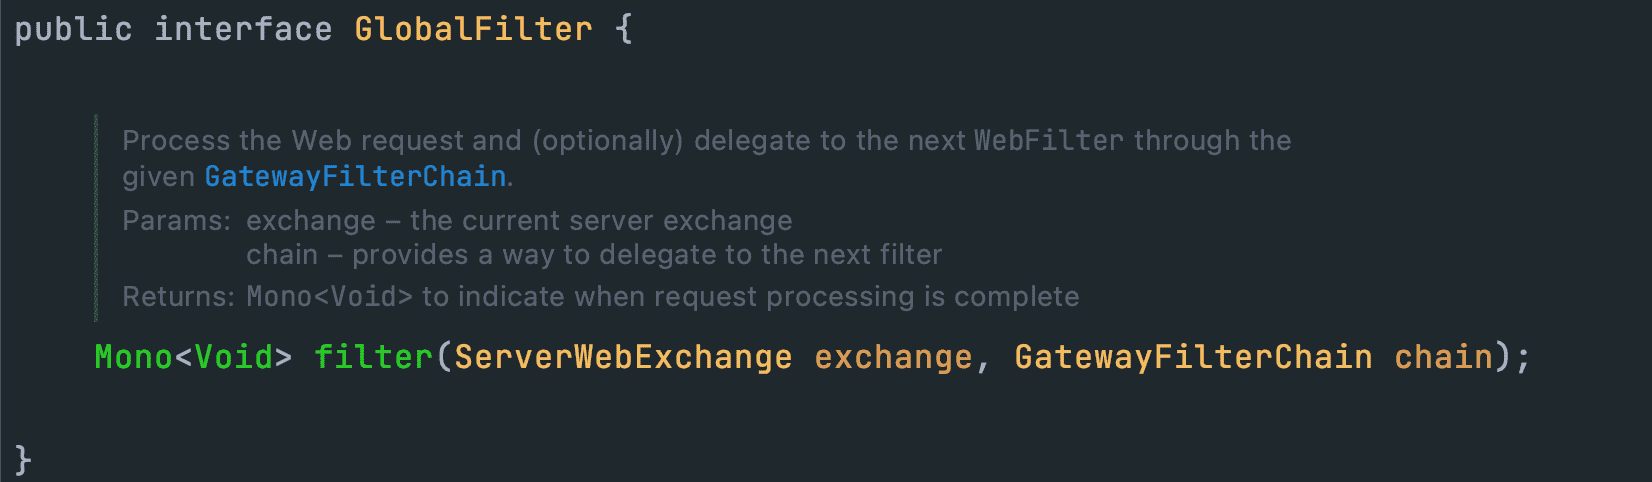 public interface GlobalFilter {
Process the Web request and (optionally) delegate to the next WebFilter through the
given GatewayFilterChain.
Params: exchange – the current server exchange
chain – provides a way to delegate to the next filter
Returns: Mono<Void> to indicate when request processing is complete
Mono<Void> filter(ServerWebExchange exchange, GatewayFilterChain chain);
}